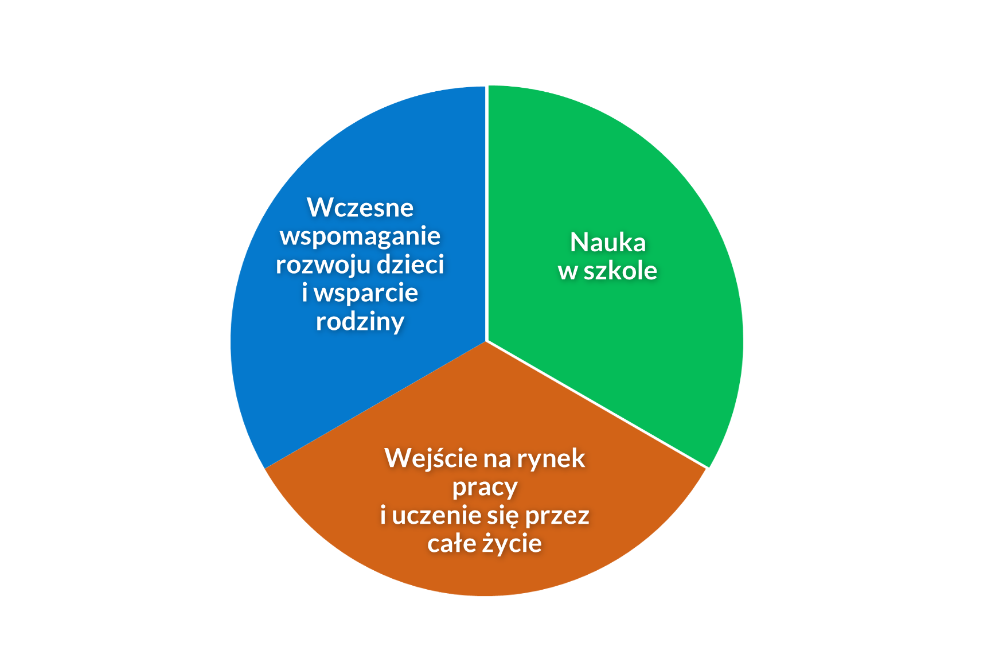 Wczesne
wspomaganie
rozwoju dzieci
i wsparcie
rodziny
Nauka
w szkole
Wejście na rynek
pracy
i uczenie się przez
całe życie